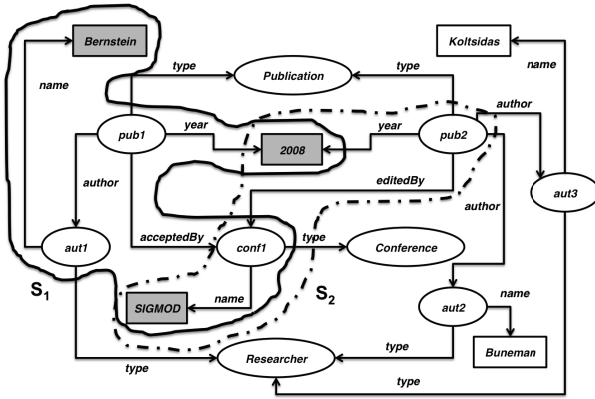 Bernstein
Koltsidas
type
Publication
type
name
name
author
pub1
year
2008
year
pub2
editedBy
aut3
author
author
aut1
acceptedBy
conf1
type
Conference
S1
SIGMOD
name
S2
aut2
name
Buneman
type
Researcher
type
type